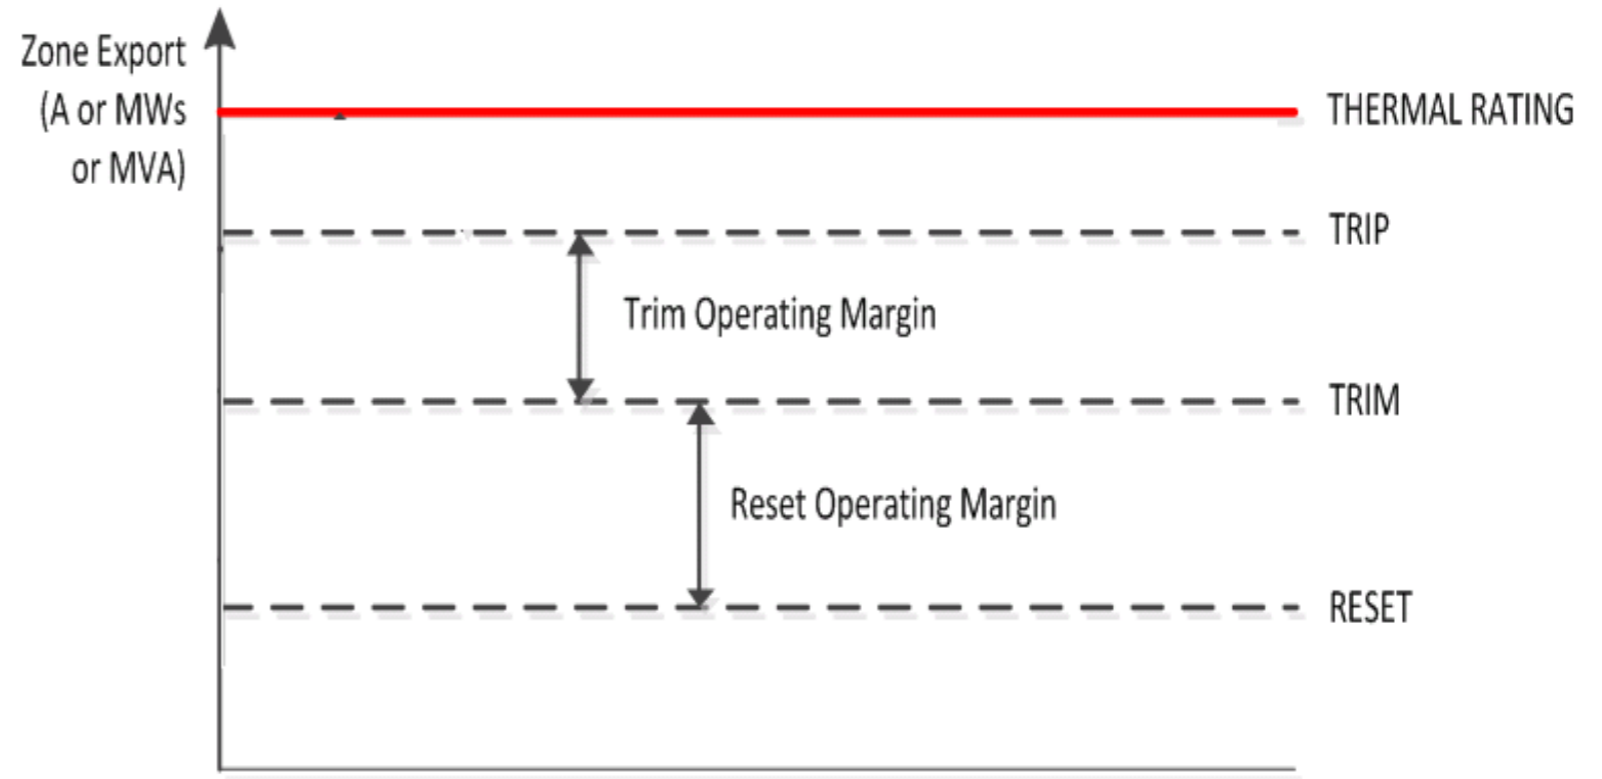 Zone Export
(A or MWs
or MVA)
THERMAL RATING
TRIP
Trim Operating Margin
TRIM
Reset Operating Margin
RESET